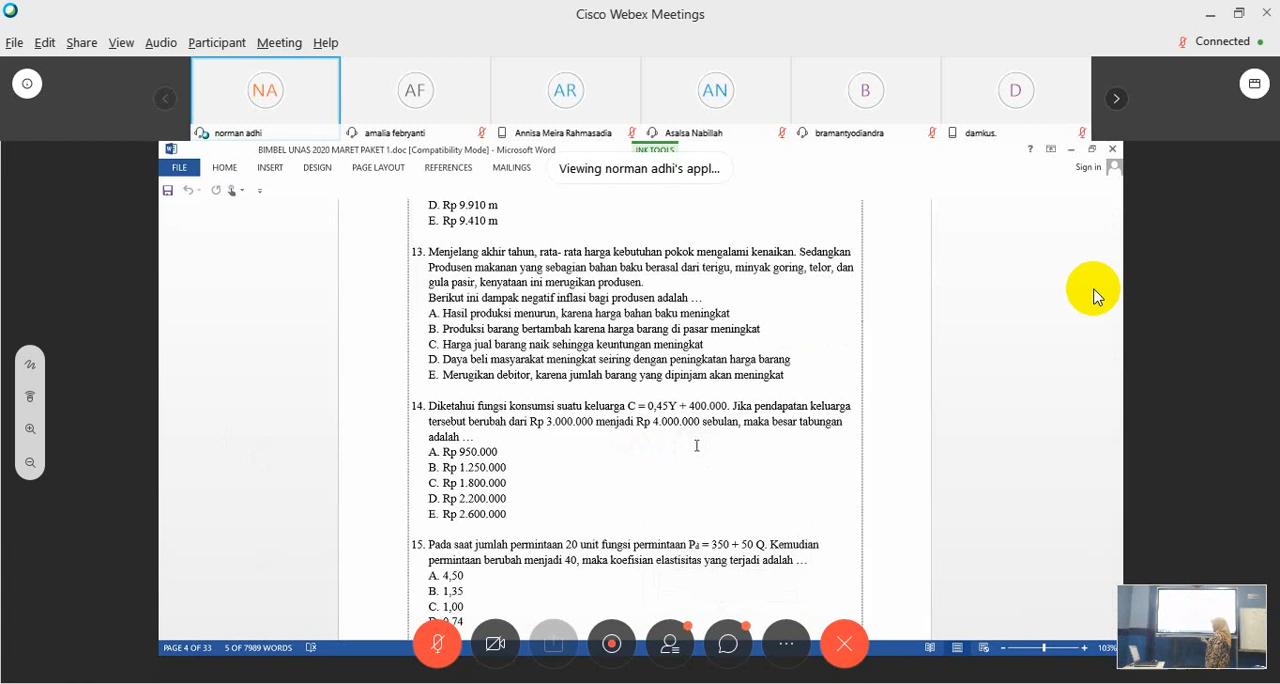 Cisco Webex Meetings
File Edit Share View Audio Participant Meeting Help
Connected
NA AF AR AN B D
norman adhi amalia febryanti Annisa Meira Rahmasadia Asalsa Nabillah bramantyodiandra damkus.
BIMBEL UNAS 2020 MARET PAKET 1.doc [Compatibility Mode] - Microsoft Word
INK TOOLS
FILE HOME INSERT DESIGN PAGE LAYOUT REFERENCES MAILINGS
Viewing norman adhi's appl...
Sign in
D. Rp 9.910 m
E. Rp 9.410 m
13. Menjelang akhir tahun, rata- rata harga kebutuhan pokok mengalami kenaikan. Sedangkan
Produsen makanan yang sebagian bahan baku berasal dari terigu, minyak goring, telor, dan
gula pasir, kenyataan ini merugikan produsen.
Berikut ini dampak negatif inflasi bagi produsen adalah …
A. Hasil produksi menurun, karena harga bahan baku meningkat
B. Produksi barang bertambah karena harga barang di pasar meningkat
C. Harga jual barang naik sehingga keuntungan meningkat
D. Daya beli masyarakat meningkat seiring dengan peningkatan harga barang
E. Merugikan debitor, karena jumlah barang yang dipinjam akan meningkat
14. Diketahui fungsi konsumsi suatu keluarga C = 0,45Y + 400.000. Jika pendapatan keluarga
tersebut berubah dari Rp 3.000.000 menjadi Rp 4.000.000 sebulan, maka besar tabungan
adalah …
A. Rp 950.000
B. Rp 1.250.000
C. Rp 1.800.000
D. Rp 2.200.000
E. Rp 2.600.000
15. Pada saat jumlah permintaan 20 unit fungsi permintaan Pd = 350 + 50 Q. Kemudian
permintaan berubah menjadi 40, maka koefisian elastisitas yang terjadi adalah …
A. 4,50
B. 1,35
C. 1,00
D. 0,74
PAGE 4 OF 33 5 OF 7989 WORDS
103%